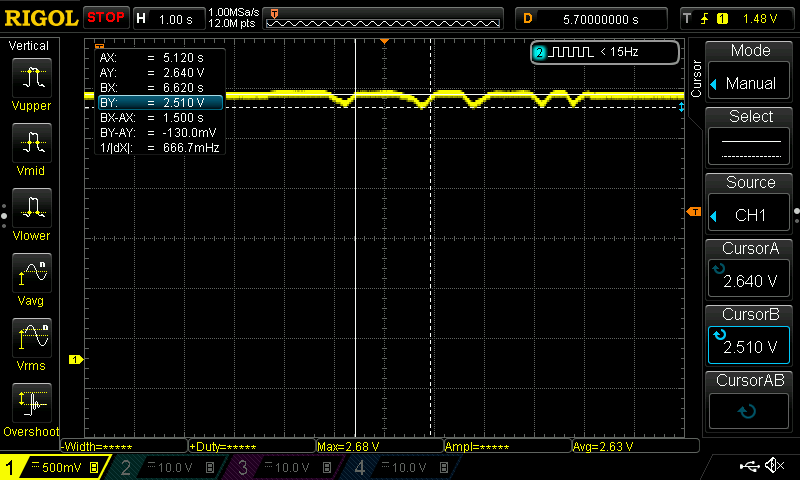 RIGOL STOP H 1.00 s 1.00MSa/s 12.0M pts T D 5.70000000 s T 1 1.48 V
Vertical
Vupper
Vmid
Vlower
Vavg
n
Vrms
n
Overshoot
T
AX: = 5.120 s
AY: = 2.640 V
BX: = 6.620 s
BY: = 2.510 V
BX-AX: = 1.500 s
BY-AY: = -130.0mV
1/|dX|: = 666.7mHz
2 < 15Hz
T
1
Cursor
Mode
Manual
Select
Source
CH1
CursorA
2.640 V
CursorB
2.510 V
CursorAB
-Width=***** +Duty=***** Max=2.68 V Ampl=***** Avg=2.63 V
1 500mV B 2 10.0 V B 3 10.0 V B 4 10.0 V B